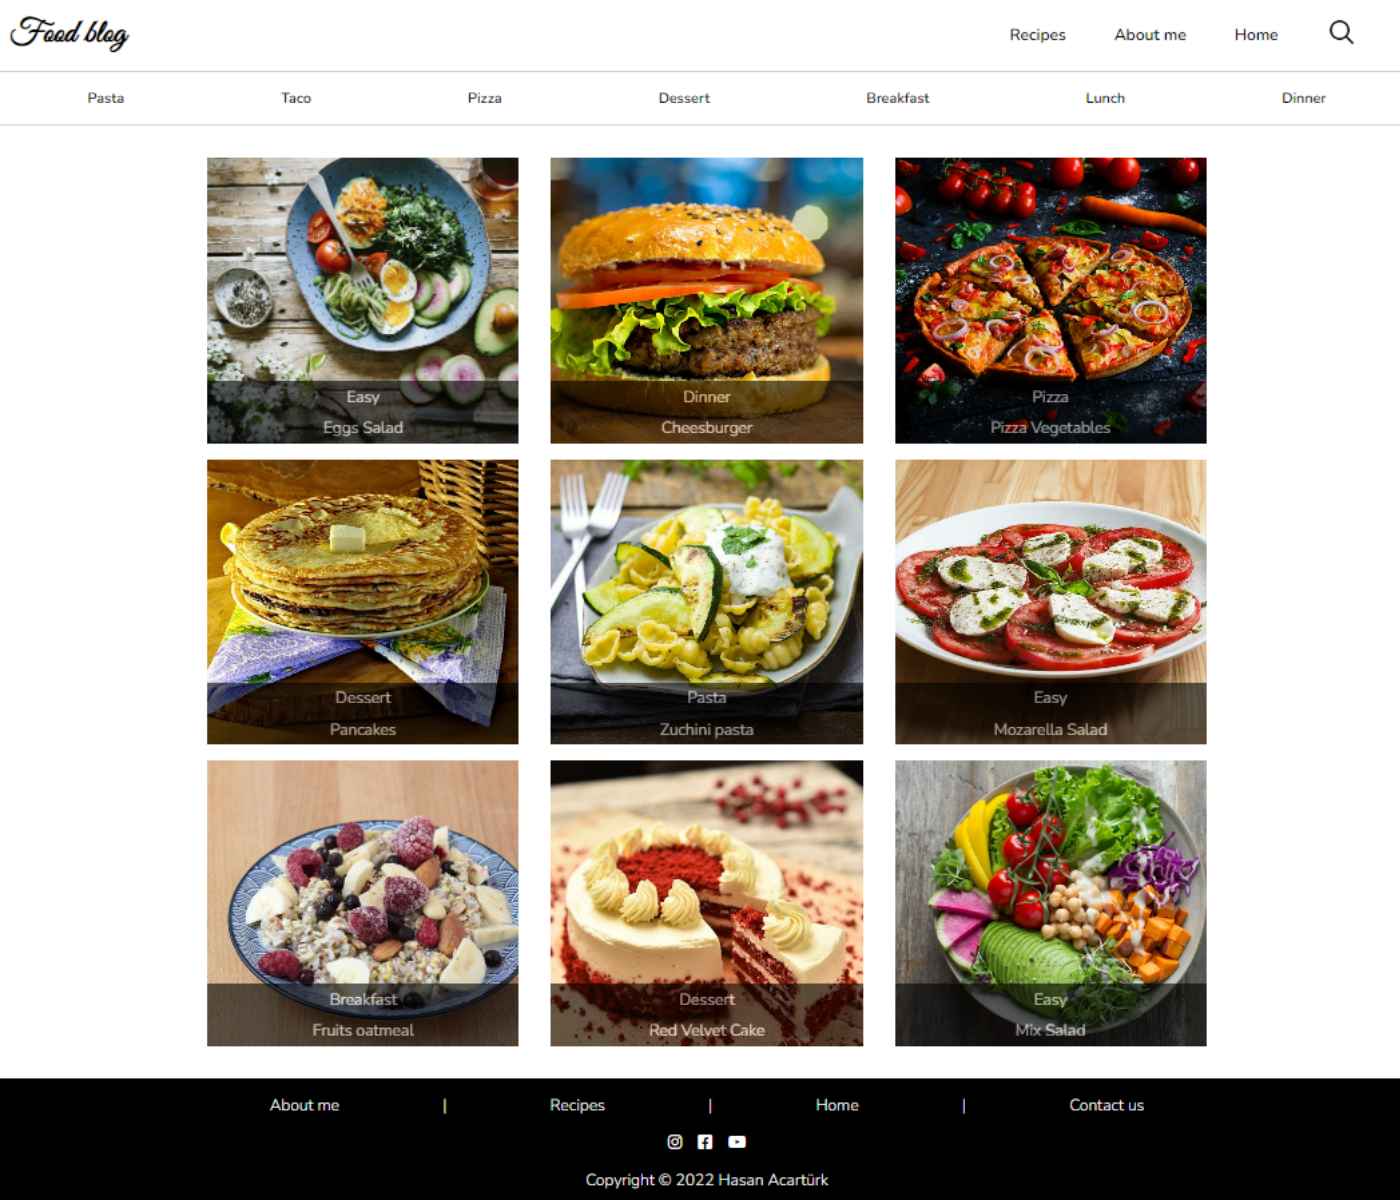 Food blog
Recipes About me Home
Pasta Taco Pizza Dessert Breakfast Lunch Dinner
Easy
Eggs Salad
Dinner
Cheesburger
Pizza
Pizza Vegetables
Dessert
Pancakes
Pasta
Zuchini pasta
Easy
Mozarella Salad
Breakfast
Fruits oatmeal
Dessert
Red Velvet Cake
Easy
Mix Salad
About me | Recipes | Home | Contact us
Copyright © 2022 Hasan Acartürk